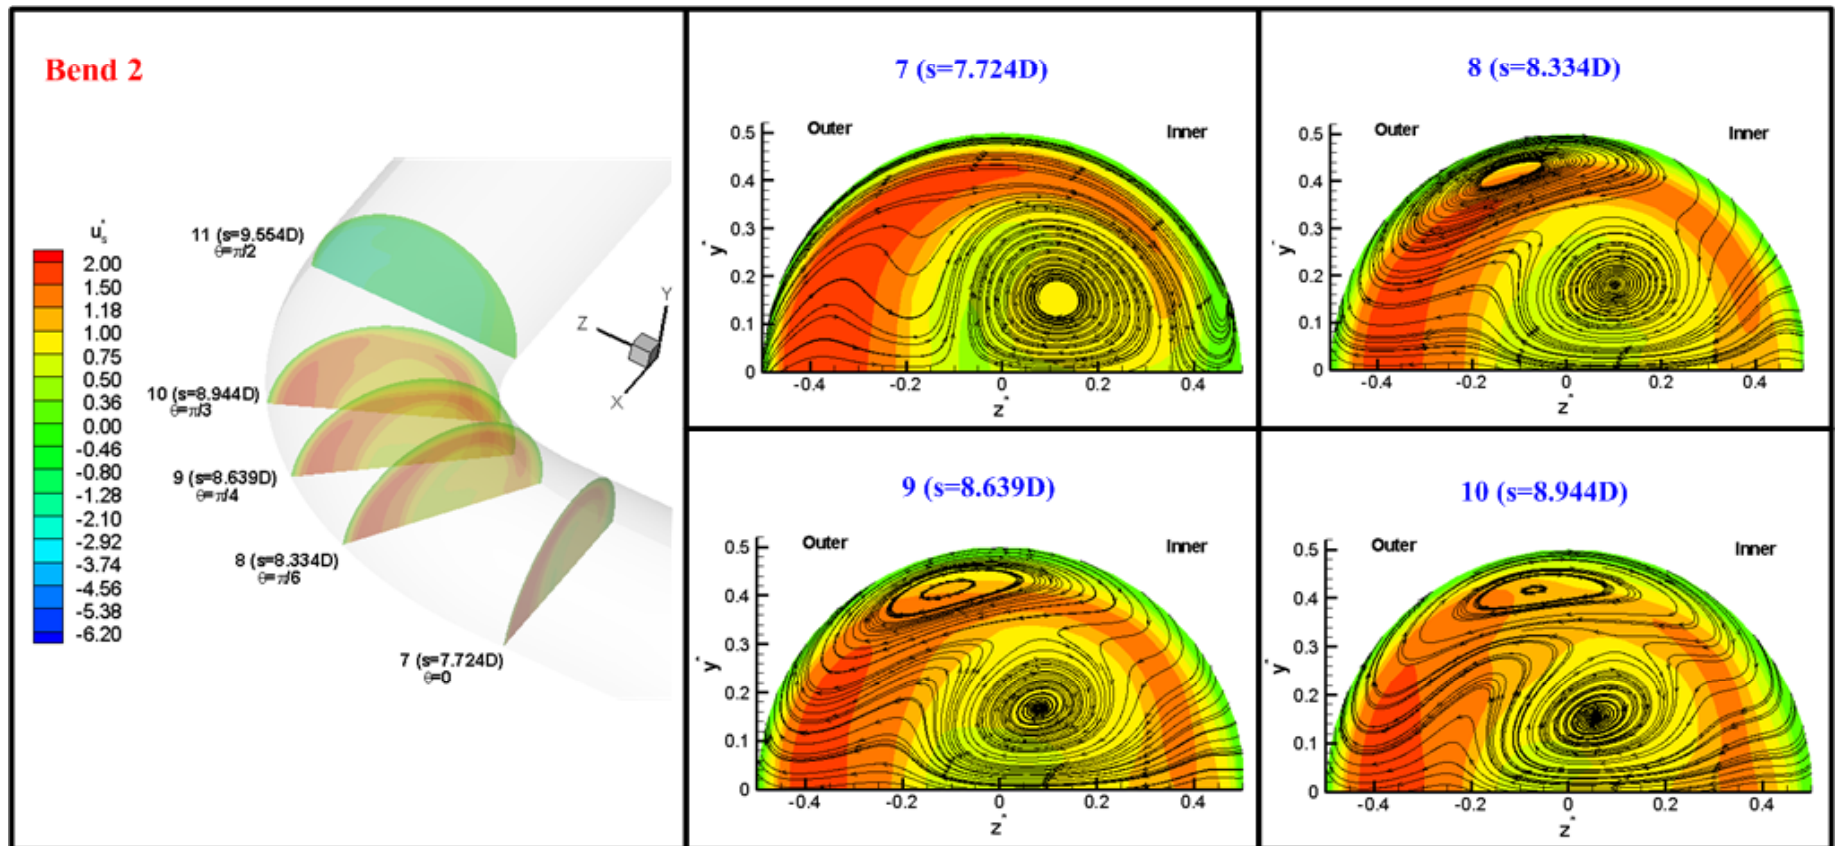 Bend 2
u*s
2.00
1.50
1.18
1.00
0.75
0.50
0.36
0.00
-0.46
-0.80
-1.28
-2.10
-2.92
-3.74
-4.56
-5.38
-6.20
11 (s=9.554D)
θ=π/2
10 (s=8.944D)
θ=π/3
9 (s=8.639D)
θ=π/4
8 (s=8.334D)
θ=π/6
7 (s=7.724D)
θ=0
Y
Z
X
7 (s=7.724D)
Outer Inner
0.5
0.4
0.3
0.2
0.1
0
y*
-0.4 -0.2 0 0.2 0.4
z*
8 (s=8.334D)
Outer Inner
0.5
0.4
0.3
0.2
0.1
0
y*
-0.4 -0.2 0 0.2 0.4
z*
9 (s=8.639D)
Outer Inner
0.5
0.4
0.3
0.2
0.1
0
y*
-0.4 -0.2 0 0.2 0.4
z*
10 (s=8.944D)
Outer Inner
0.5
0.4
0.3
0.2
0.1
0
y*
-0.4 -0.2 0 0.2 0.4
z*